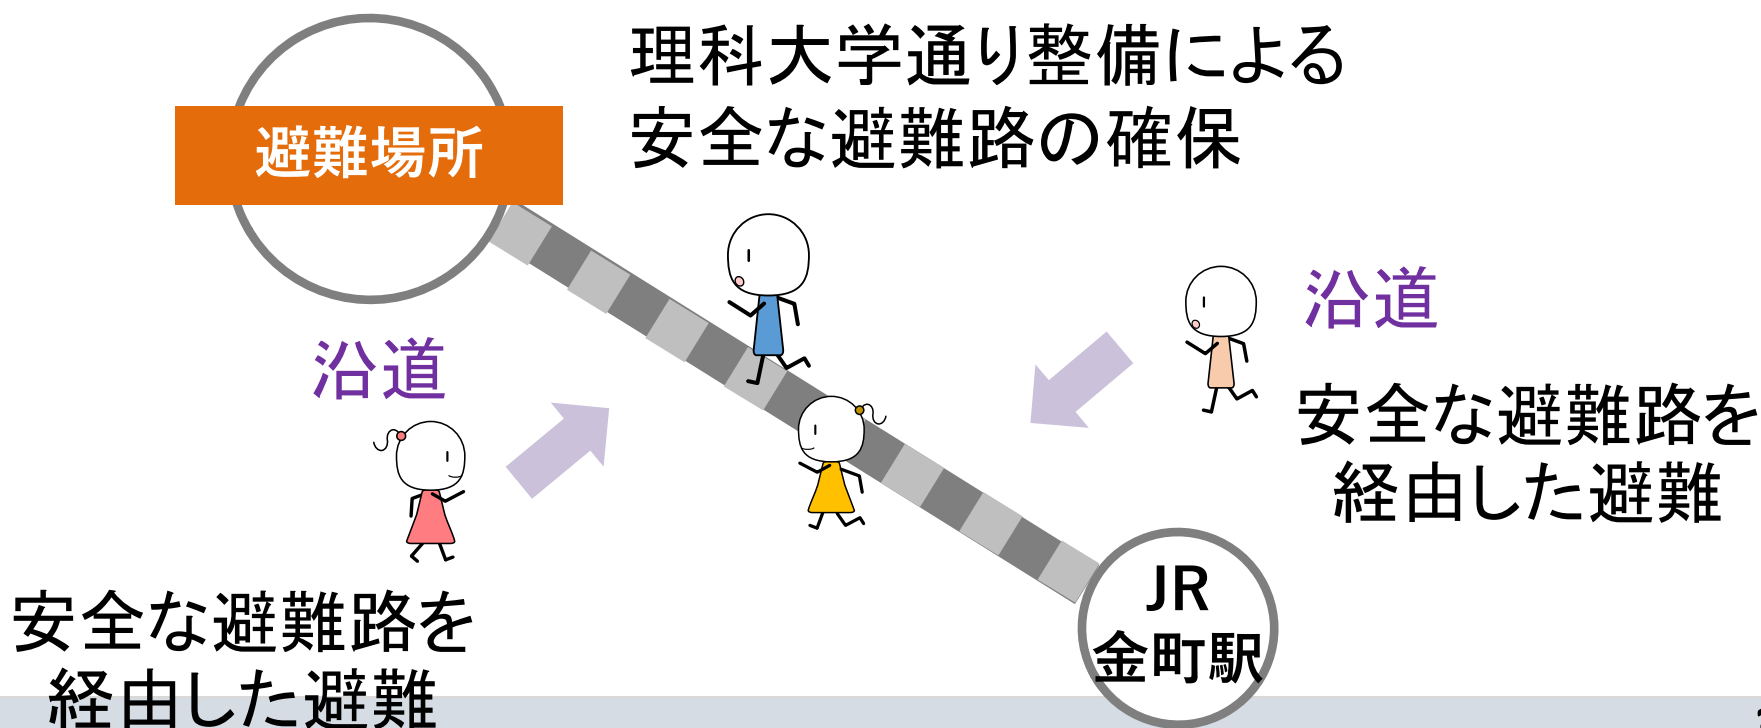 理科大学通り整備による
安全な避難路の確保
避難場所
沿道
安全な避難路を
経由した避難
沿道
安全な避難路を
経由した避難
JR
金町駅